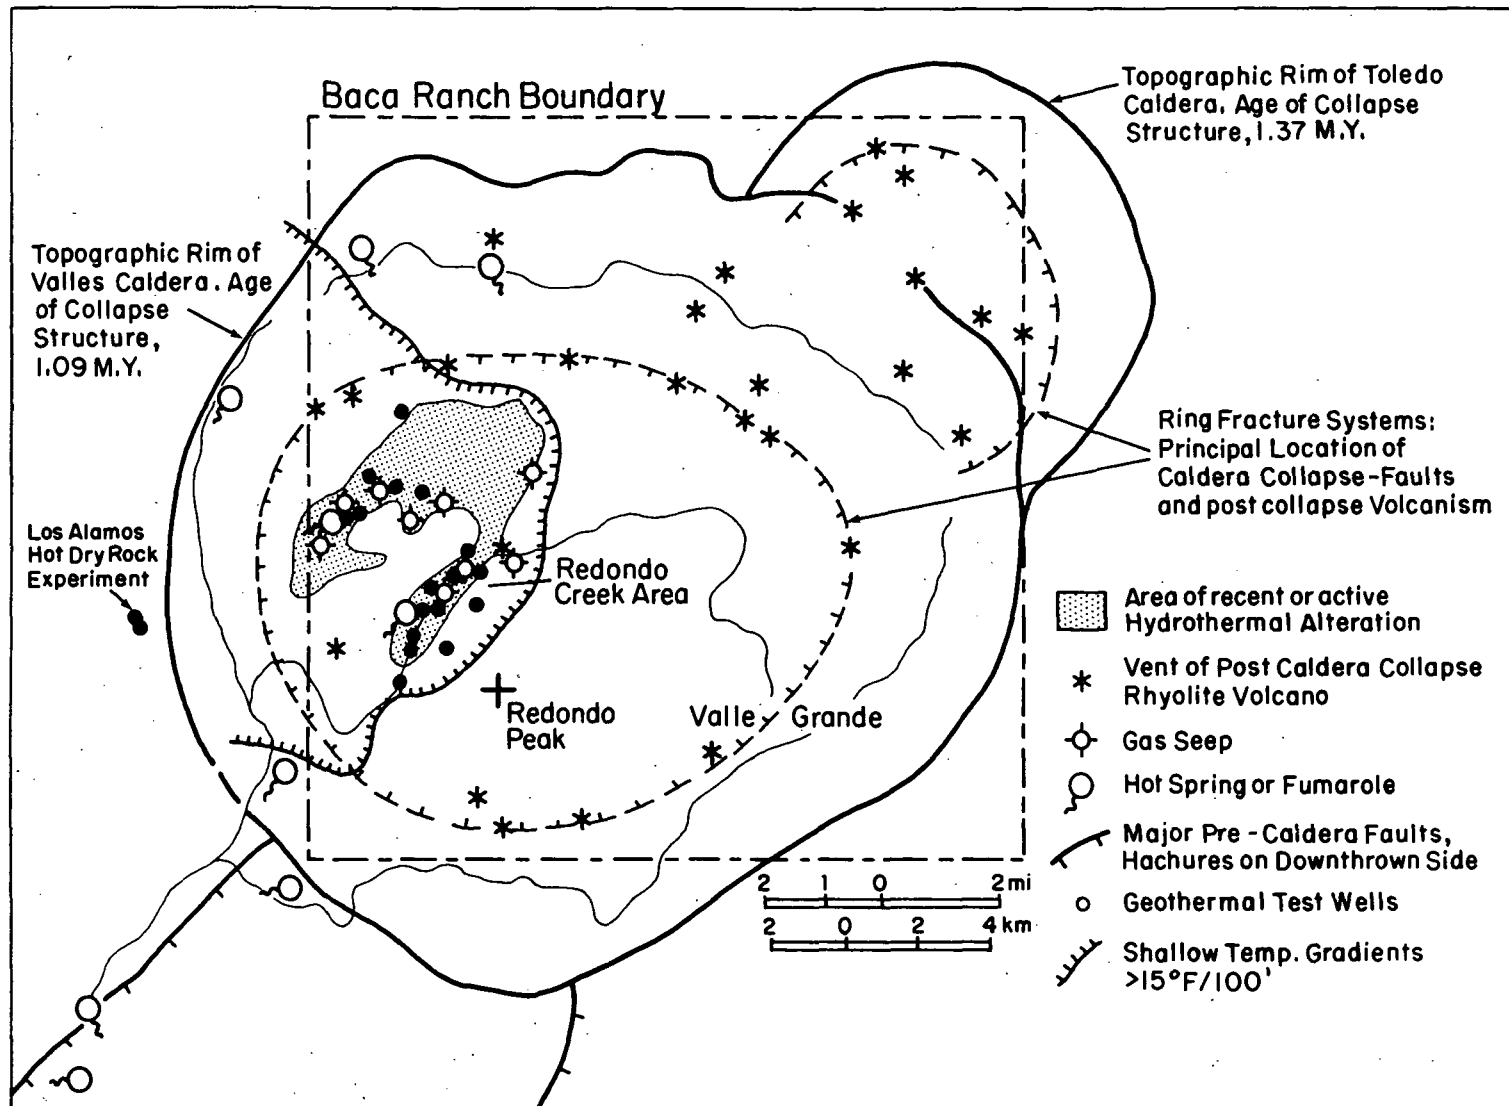 Baca Ranch Boundary
Topographic Rim of Toledo
Caldera. Age of Collapse
Structure, 1.37 M.Y.
Topographic Rim of
Valles Caldera. Age
of Collapse
Structure,
1.09 M.Y.
Ring Fracture Systems:
Principal Location of
Caldera Collapse-Faults
and post collapse Volcanism
Los Alamos
Hot Dry Rock
Experiment
Redondo
Creek Area
Redondo
Peak
Valle Grande
Area of recent or active
Hydrothermal Alteration
Vent of Post Caldera Collapse
Rhyolite Volcano
Gas Seep
Hot Spring or Fumarole
Major Pre-Caldera Faults,
Hachures on Downthrown Side
Geothermal Test Wells
Shallow Temp. Gradients
>15°F/100'
2 1 0 2 mi
2 0 2 4 km